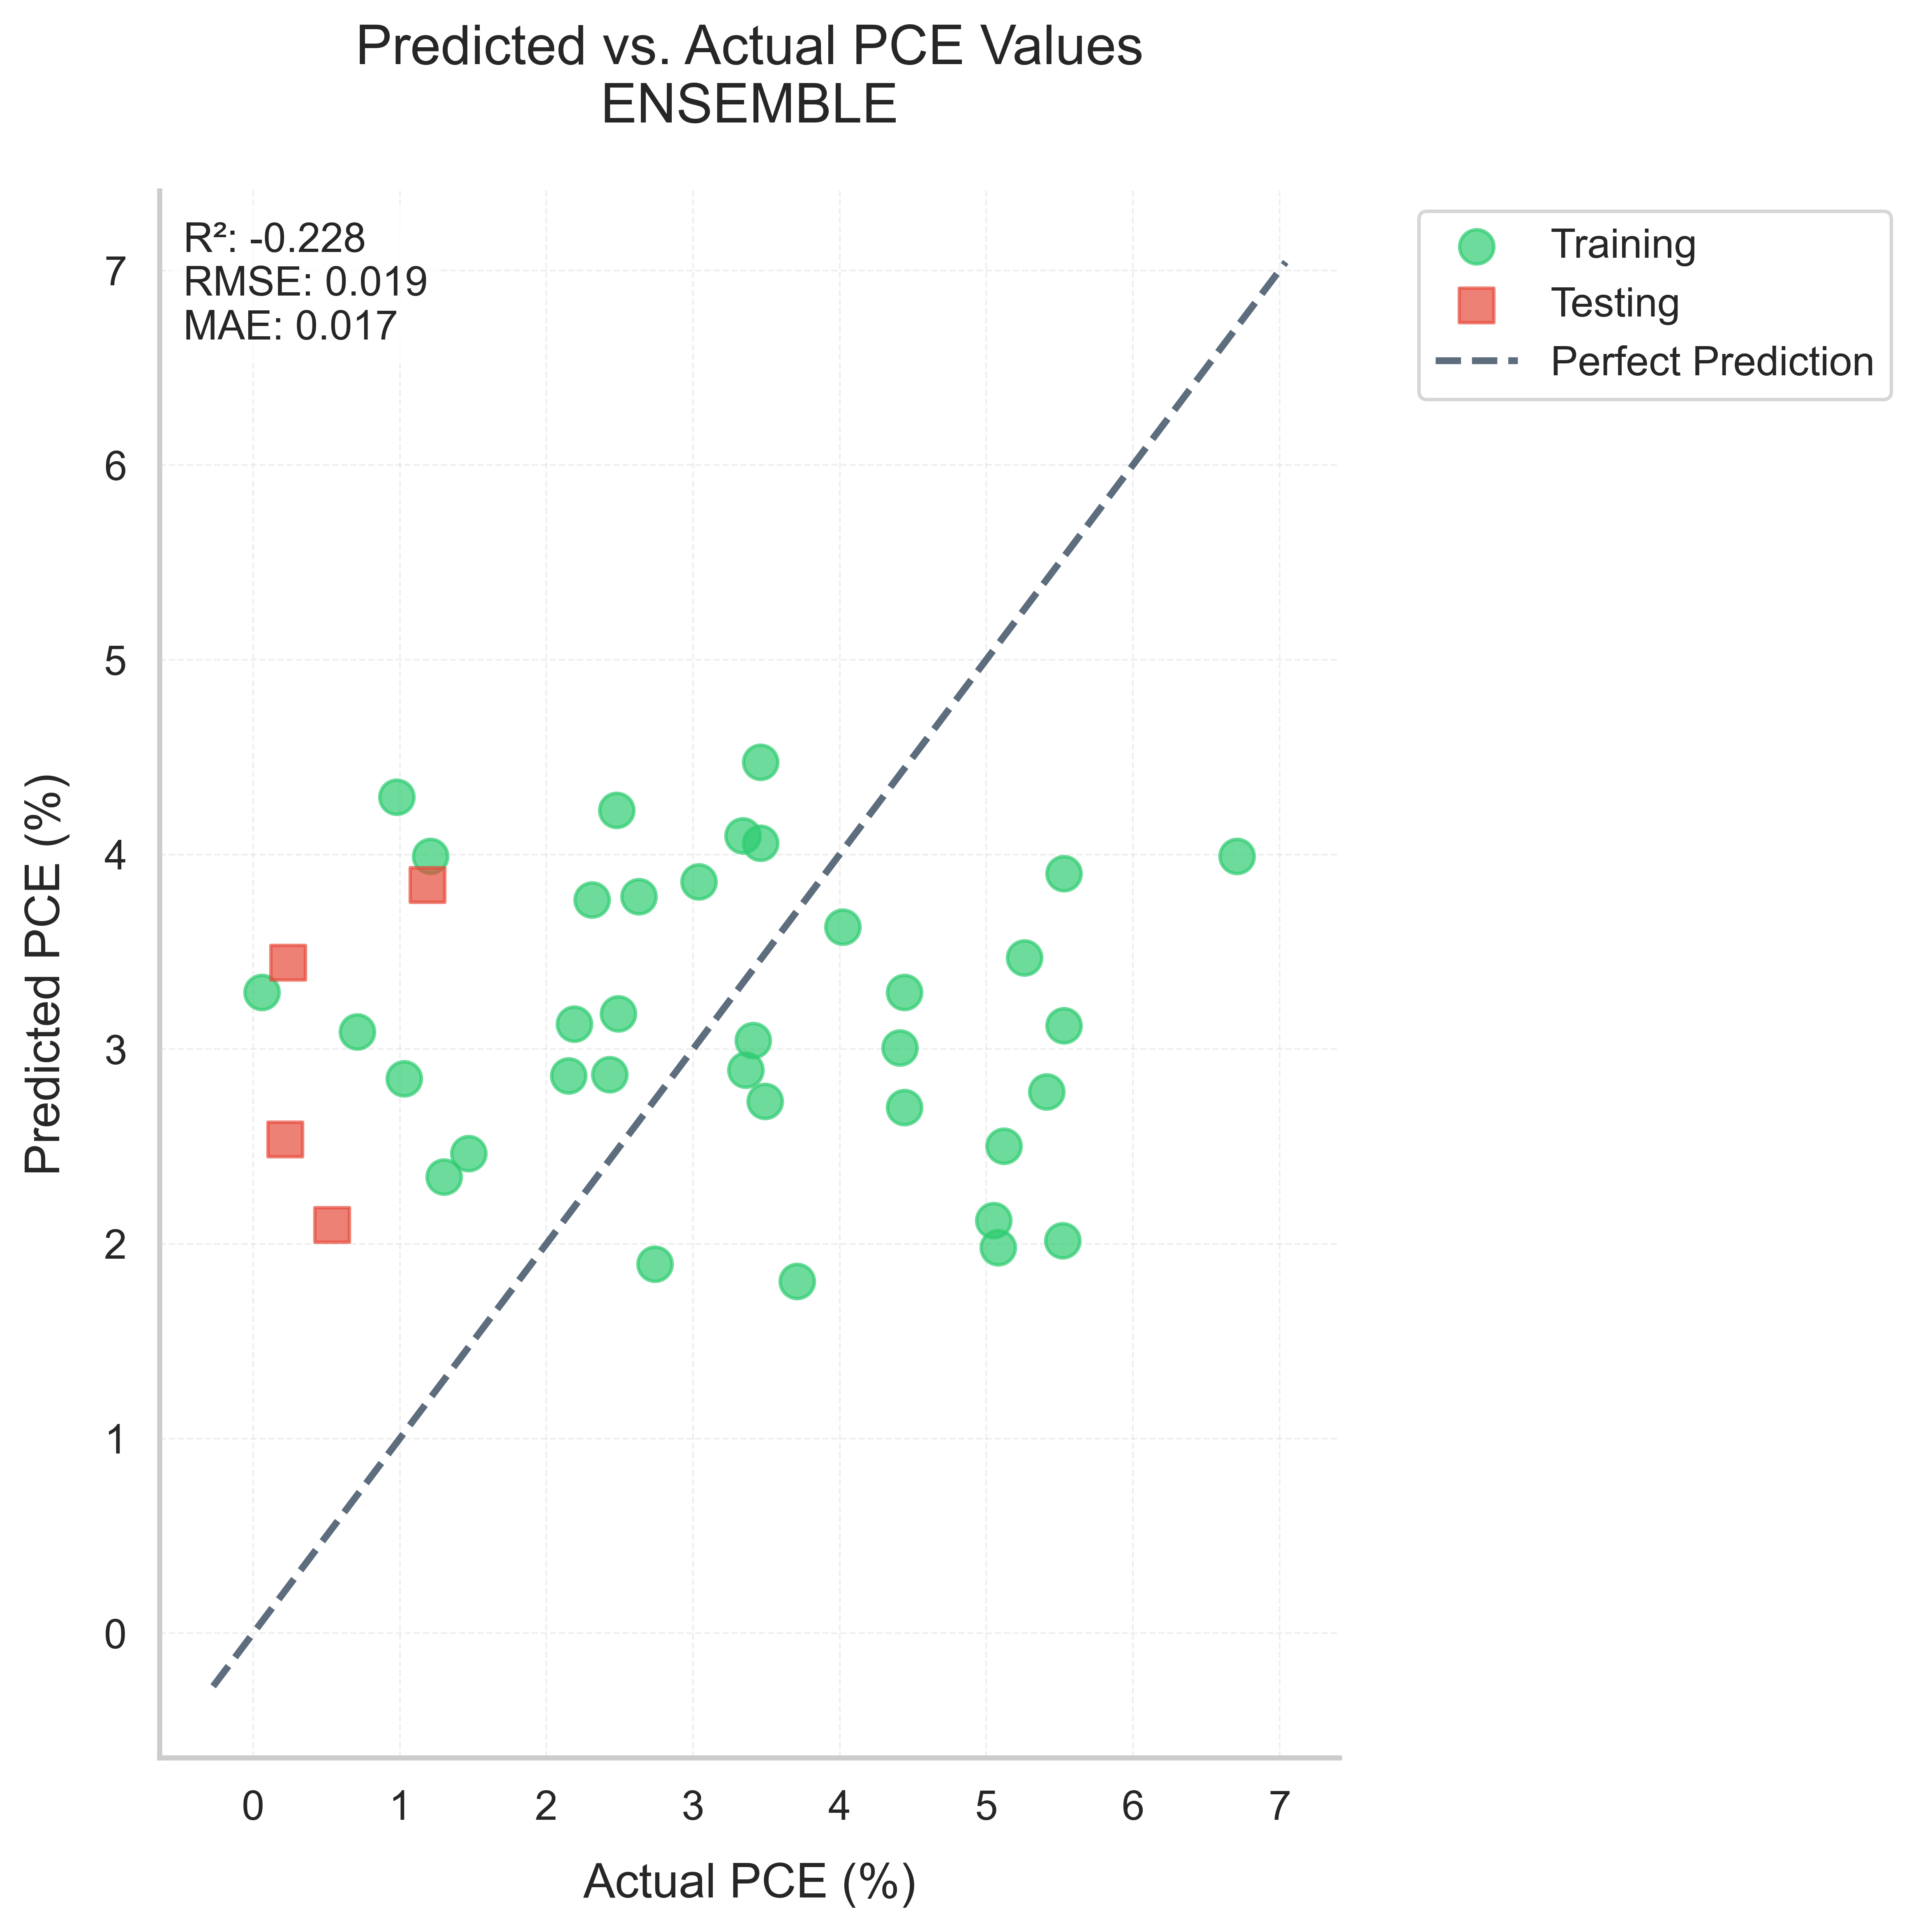 Predicted vs. Actual PCE Values
ENSEMBLE
R²: -0.228
RMSE: 0.019
MAE: 0.017
Training
Testing
Perfect Prediction
Predicted PCE (%)
7
6
5
4
3
2
1
0
0 1 2 3 4 5 6 7
Actual PCE (%)